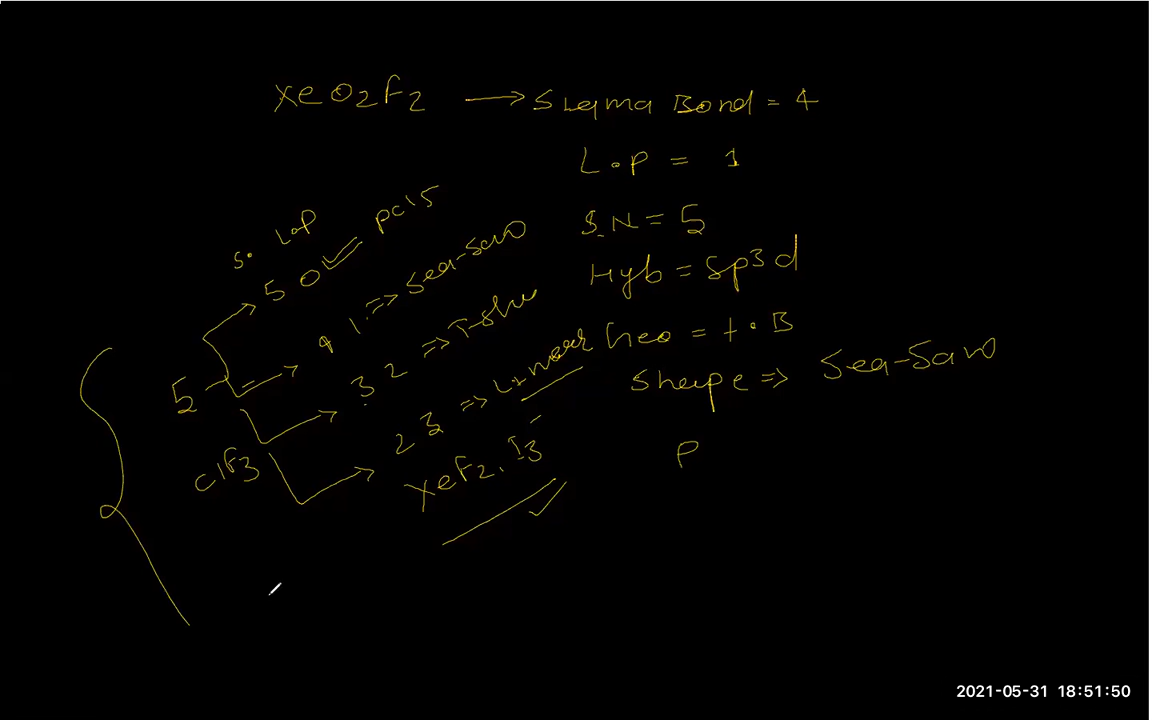 XeO2F2 → Sigma Bond = 4
L.P = 1
S.N = 5
Hyb = Sp3d
Geo = t.B
Shape => Sea-Saw
P
S. L.P
5 0 PCl5
4 1 => Sea-Saw
5
3 2 => T-Sha
2 3 => Linear
ClF3
XeF2, I3-
2021-05-31 18:51:50